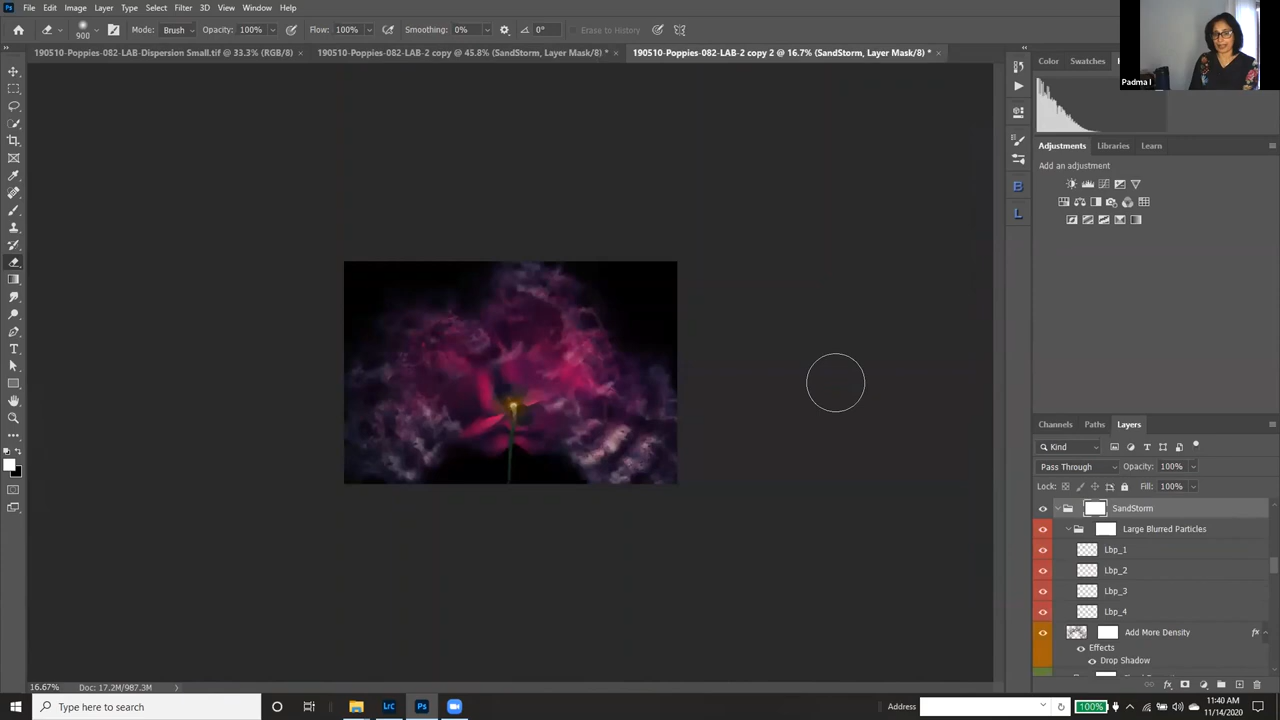 File Edit Image Layer Type Select Filter 3D View Window Help
900 Mode: Brush Opacity: 100% Flow: 100% Smoothing: 0% 0° Erase to History
190510-Poppies-082-LAB-Dispersion Small.tif @ 33.3% (RGB/8) × 190510-Poppies-082-LAB-2 copy @ 45.8% (SandStorm, Layer Mask/8) * × 190510-Poppies-082-LAB-2 copy 2 @ 16.7% (SandStorm, Layer Mask/8) * ×
Color Swatches
Padma I
Adjustments Libraries Learn
Add an adjustment
B
L
Channels Paths Layers
Kind
Pass Through Opacity: 100%
Lock: Fill: 100%
SandStorm
Large Blurred Particles
Lbp_1
Lbp_2
Lbp_3
Lbp_4
Add More Density fx
Effects
Drop Shadow
16.67% Doc: 17.2M/987.3M
Type here to search
Lrc Ps
Address
100%
11:40 AM
11/14/2020